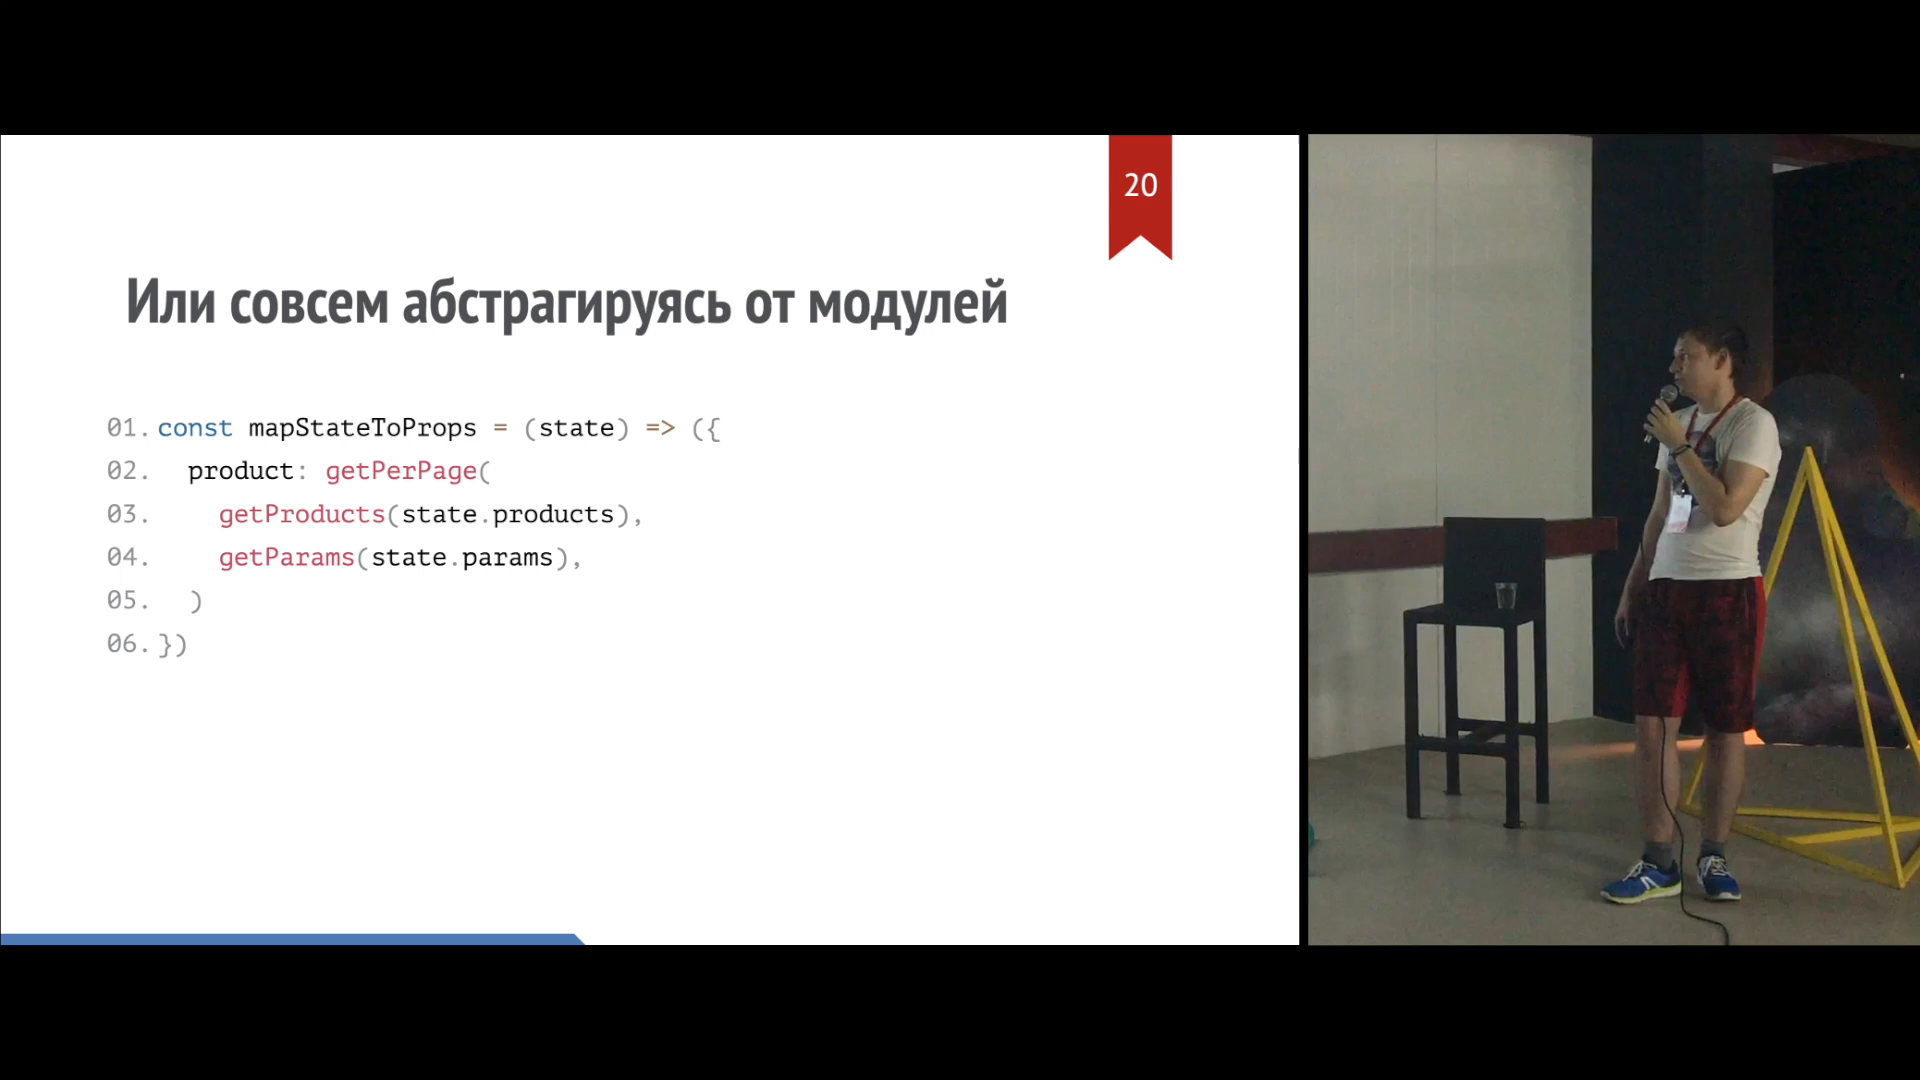 20
Или совсем абстрагируясь от модулей
01. const mapStateToProps = (state) => ({
02. product: getPerPage(
03. getProducts(state.products),
04. getParams(state.params),
05. )
06. })